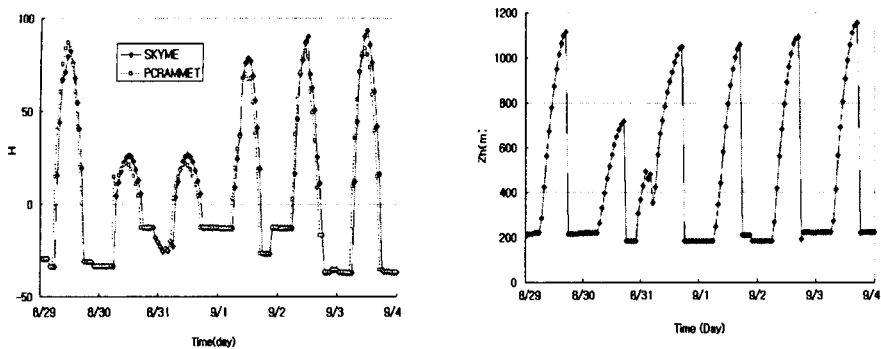 100
50
0
-50
H
SKYME
PCRAMMET
8/29 8/30 8/31 9/1 9/2 9/3 9/4
Time(day)
1200
1000
800
600
400
200
0
Zh(m)
8/29 8/30 8/31 9/1 9/2 9/3 9/4
Time (Day)